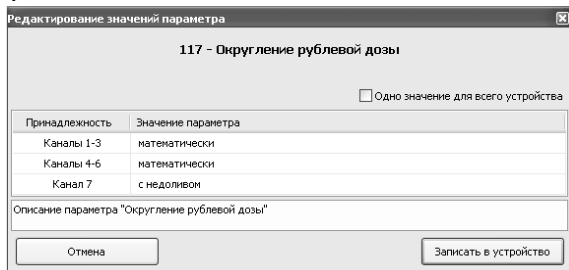 Редактирование значений параметра
117 - Округление рублевой дозы
Одно значение для всего устройства
Принадлежность Значение параметра
Каналы 1-3 математически
Каналы 4-6 математически
Канал 7 с недоливом
Описание параметра "Округление рублевой дозы"
Отмена Записать в устройство